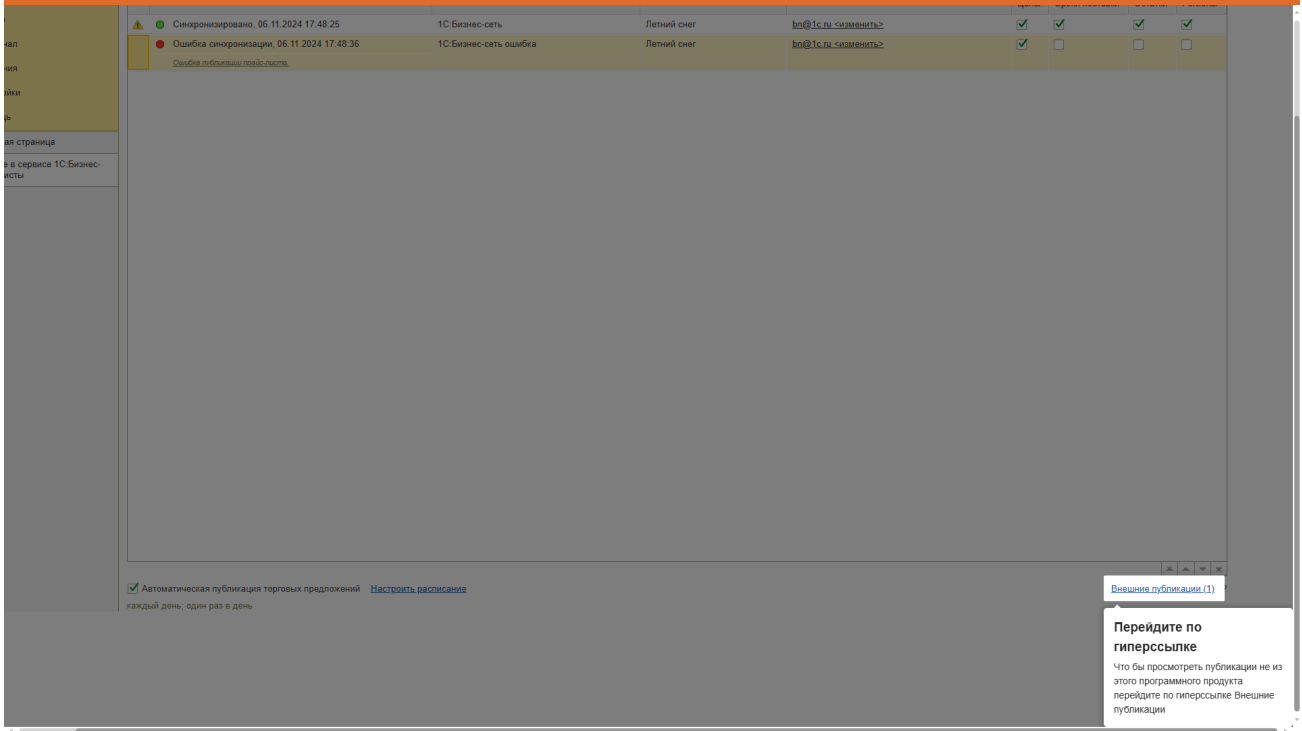 нал
ния
ойки
щь
ая страница
е в сервисе 1С:Бизнес-
исты
Синхронизировано, 06.11.2024 17:48:25 1С:Бизнес-сеть Летний снег bn@1c.ru <изменить>
Ошибка синхронизации, 06.11.2024 17:48:36 1С:Бизнес-сеть ошибка Летний снег bn@1c.ru <изменить>
Ошибка публикации прайс-листа.
Автоматическая публикация торговых предложений Настроить расписание
каждый день; один раз в день
Внешние публикации (1)
Перейдите по
гиперссылке
Что бы просмотреть публикации не из
этого программного продукта
перейдите по гиперссылке Внешние
публикации